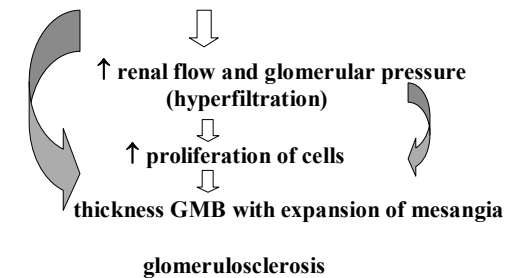 ↑ renal flow and glomerular pressure
(hyperfiltration)
↑ proliferation of cells
thickness GMB with expansion of mesangia
glomerulosclerosis